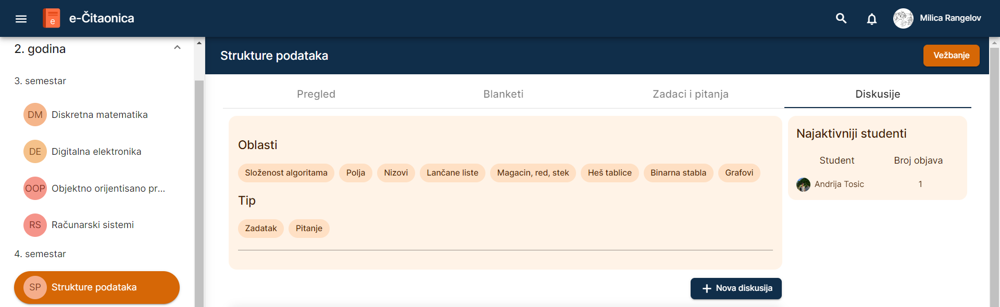 e
e-Čitaonica
Milica Rangelov
2. godina
3. semestar
DM Diskretna matematika
DE Digitalna elektronika
OOP Objektno orijentisano pr...
RS Računarski sistemi
4. semestar
SP Strukture podataka
Strukture podataka
Vežbanje
Pregled Blanketi Zadaci i pitanja Diskusije
Oblasti
Složenost algoritama Polja Nizovi Lančane liste Magacin, red, stek Heš tablice Binarna stabla Grafovi
Tip
Zadatak Pitanje
Nova diskusija
Najaktivniji studenti
Student Broj objava
Andrija Tosic 1